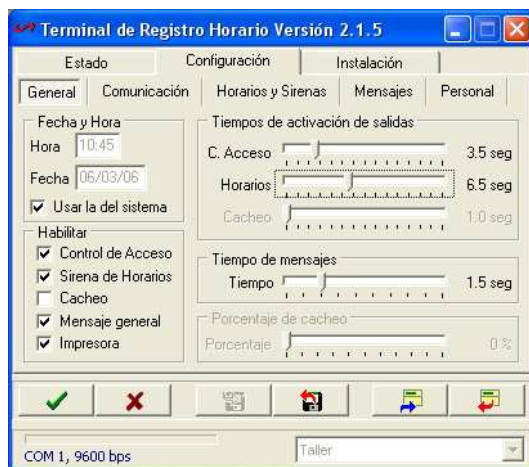 Terminal de Registro Horario Versión 2.1.5
Estado Configuración Instalación
General Comunicación Horarios y Sirenas Mensajes Personal
Fecha y Hora
Hora 10:45
Fecha 06/03/06
Usar la del sistema
Habilitar
Control de Acceso
Sirena de Horarios
Cacheo
Mensaje general
Impresora
Tiempos de activación de salidas
C. Acceso 3.5 seg
Horarios 6.5 seg
Cacheo 1.0 seg
Tiempo de mensajes
Tiempo 1.5 seg
Porcentaje de cacheo
Porcentaje 0 %
COM 1, 9600 bps
Taller